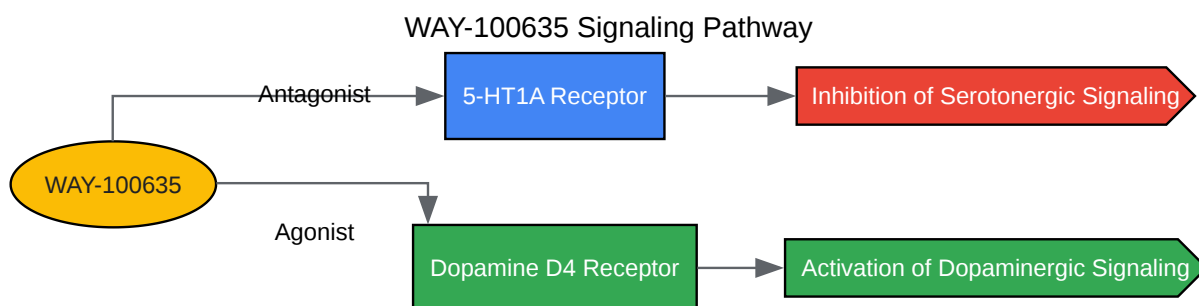 WAY-100635 Signaling Pathway
Antagonist
5-HT1A Receptor
Inhibition of Serotonergic Signaling
WAY-100635
Agonist
Dopamine D4 Receptor
Activation of Dopaminergic Signaling